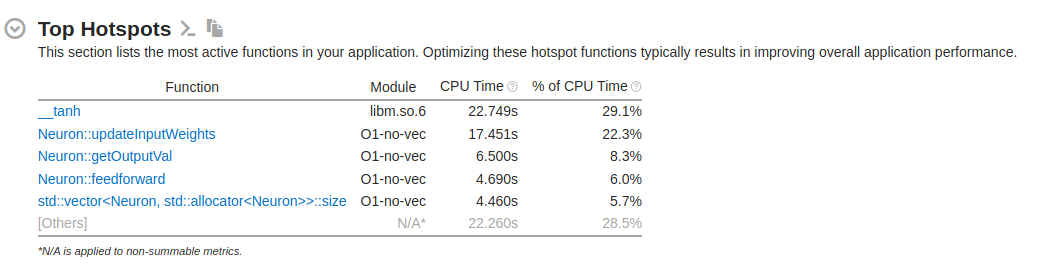 Top Hotspots
This section lists the most active functions in your application. Optimizing these hotspot functions typically results in improving overall application performance.
Function Module CPU Time % of CPU Time
__tanh libm.so.6 22.749s 29.1%
Neuron::updateInputWeights O1-no-vec 17.451s 22.3%
Neuron::getOutputVal O1-no-vec 6.500s 8.3%
Neuron::feedforward O1-no-vec 4.690s 6.0%
std::vector<Neuron, std::allocator<Neuron>>::size O1-no-vec 4.460s 5.7%
[Others] N/A* 22.260s 28.5%
*N/A is applied to non-summable metrics.